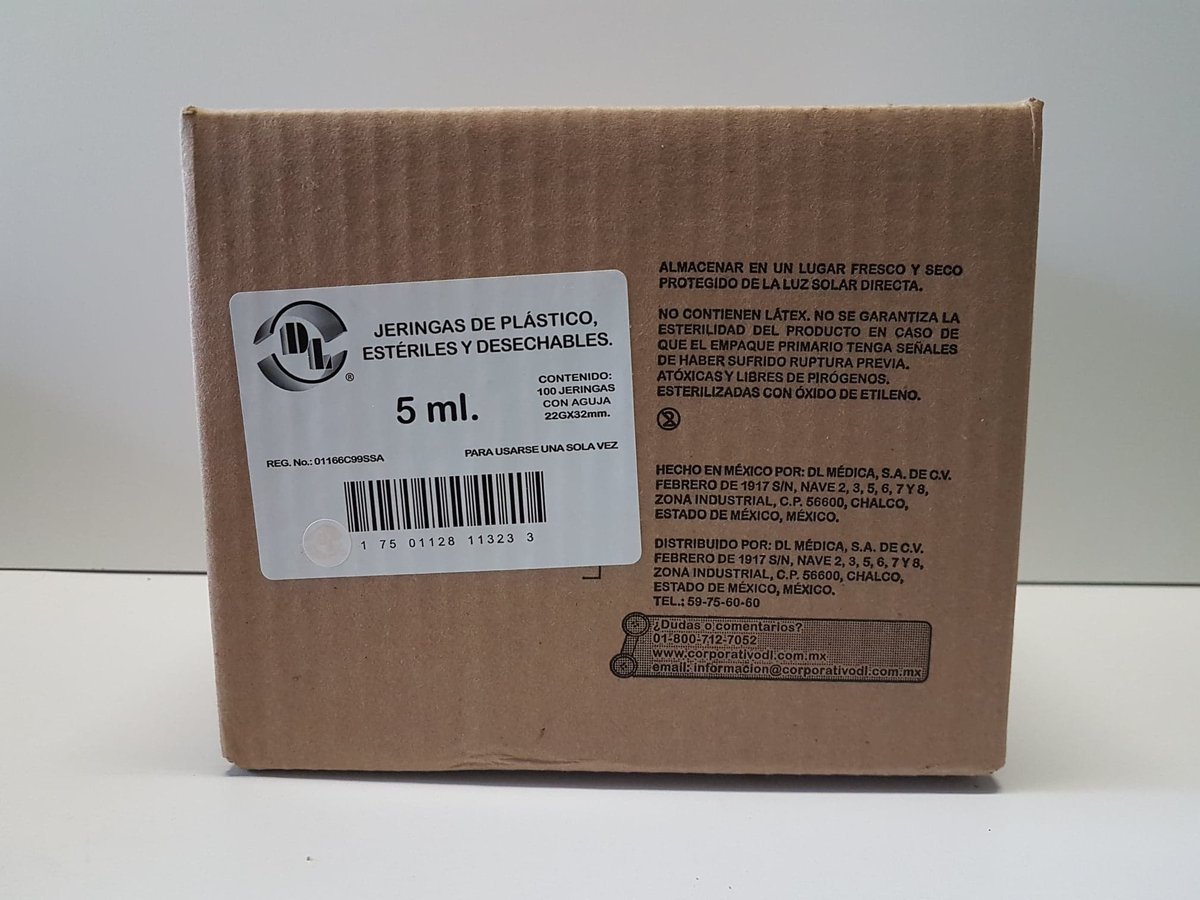 DL
®
JERINGAS DE PLÁSTICO,
ESTÉRILES Y DESECHABLES.
5 ml.
CONTENIDO:
100 JERINGAS
CON AGUJA
22GX32mm.
REG. No.: 01166C99SSA
PARA USARSE UNA SOLA VEZ
1 75 01128 11323 3
ALMACENAR EN UN LUGAR FRESCO Y SECO
PROTEGIDO DE LA LUZ SOLAR DIRECTA.
NO CONTIENEN LÁTEX. NO SE GARANTIZA LA
ESTERILIDAD DEL PRODUCTO EN CASO DE
QUE EL EMPAQUE PRIMARIO TENGA SEÑALES
DE HABER SUFRIDO RUPTURA PREVIA.
ATÓXICAS Y LIBRES DE PIRÓGENOS.
ESTERILIZADAS CON ÓXIDO DE ETILENO.
2
HECHO EN MÉXICO POR: DL MÉDICA, S.A. DE C.V.
FEBRERO DE 1917 S/N, NAVE 2, 3, 5, 6, 7 Y 8,
ZONA INDUSTRIAL, C.P. 56600, CHALCO,
ESTADO DE MÉXICO, MÉXICO.
DISTRIBUIDO POR: DL MÉDICA, S.A. DE C.V.
FEBRERO DE 1917 S/N, NAVE 2, 3, 5, 6, 7 Y 8,
ZONA INDUSTRIAL, C.P. 56600, CHALCO,
ESTADO DE MÉXICO, MÉXICO.
TEL.: 59-75-60-60
¿Dudas o comentarios?
01-800-712-7052
www.corporativodl.com.mx
email: informacion@corporativodl.com.mx